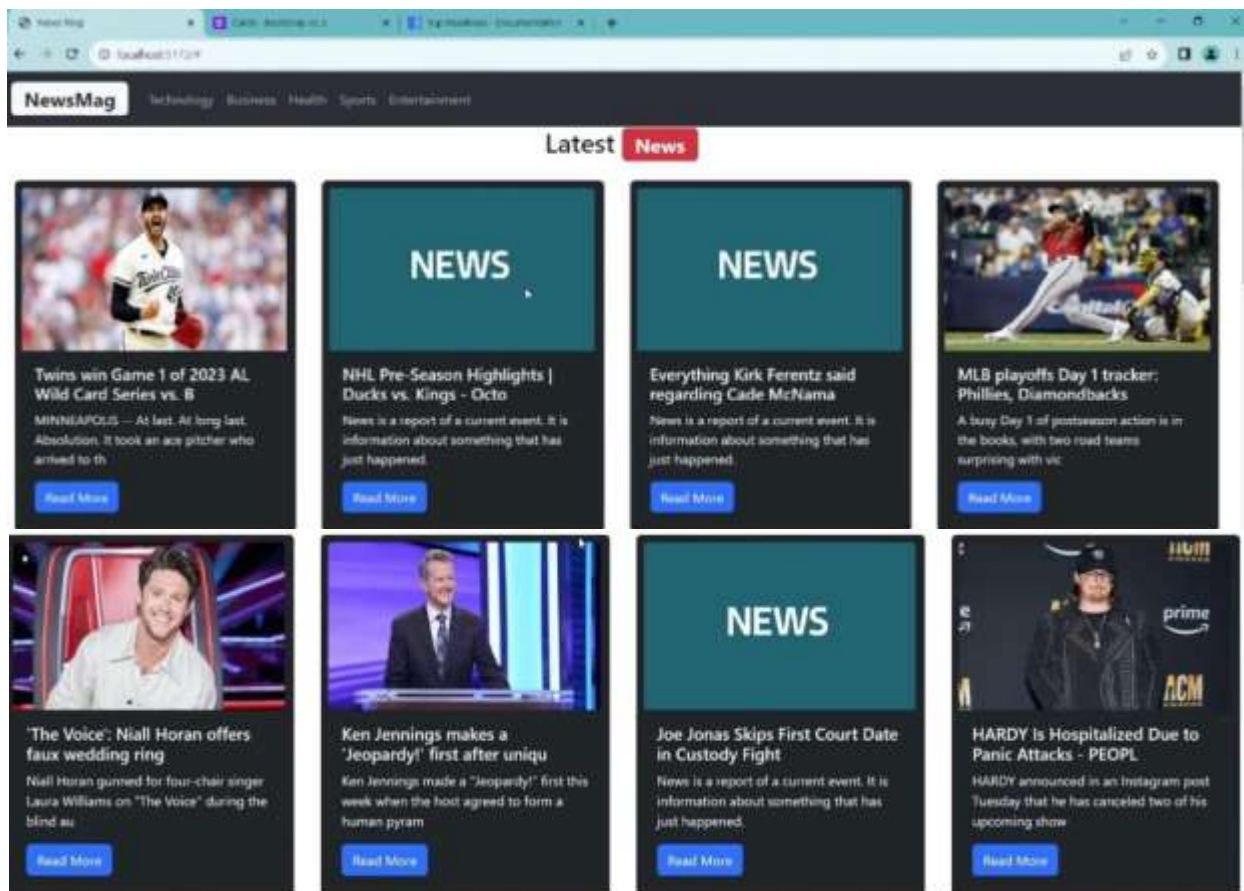 News Mag
Cards · Bootstrap v5.3
Top headlines - Documentation
localhost:5173/#
NewsMag Technology Business Health Sports Entertainment
Latest News
NEWS
NEWS
Twins win Game 1 of 2023 AL
Wild Card Series vs. B
MINNEAPOLIS — At last. At long last.
Absolution. It took an ace pitcher who
arrived to th
Read More
NHL Pre-Season Highlights |
Ducks vs. Kings - Octo
News is a report of a current event. It is
information about something that has
just happened.
Read More
Everything Kirk Ferentz said
regarding Cade McNama
News is a report of a current event. It is
information about something that has
just happened.
Read More
MLB playoffs Day 1 tracker:
Phillies, Diamondbacks
A busy Day 1 of postseason action is in
the books, with two road teams
surprising with vic
Read More
NEWS
prime
ACM
'The Voice': Niall Horan offers
faux wedding ring
Niall Horan gunned for four-chair singer
Laura Williams on "The Voice" during the
blind au
Read More
Ken Jennings makes a
'Jeopardy!' first after uniqu
Ken Jennings made a "Jeopardy!" first this
week when the host agreed to form a
human pyram
Read More
Joe Jonas Skips First Court Date
in Custody Fight
News is a report of a current event. It is
information about something that has
just happened.
Read More
HARDY Is Hospitalized Due to
Panic Attacks - PEOPL
HARDY announced in an Instagram post
Tuesday that he has canceled two of his
upcoming show
Read More